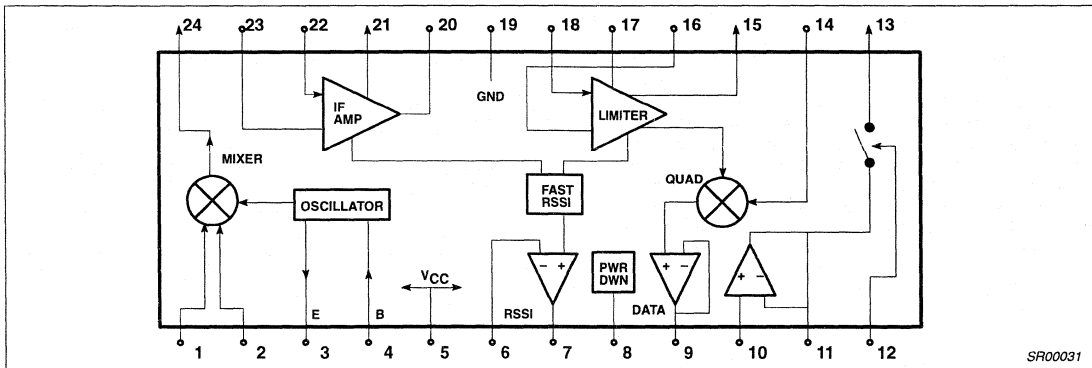 24 23 22 21 20 19 18 17 16 15 14 13
IF
AMP
GND
LIMITER
MIXER
OSCILLATOR
FAST
RSSI
QUAD
VCC
PWR
DWN
E B RSSI DATA
+ − + − + −
1 2 3 4 5 6 7 8 9 10 11 12
SR00031